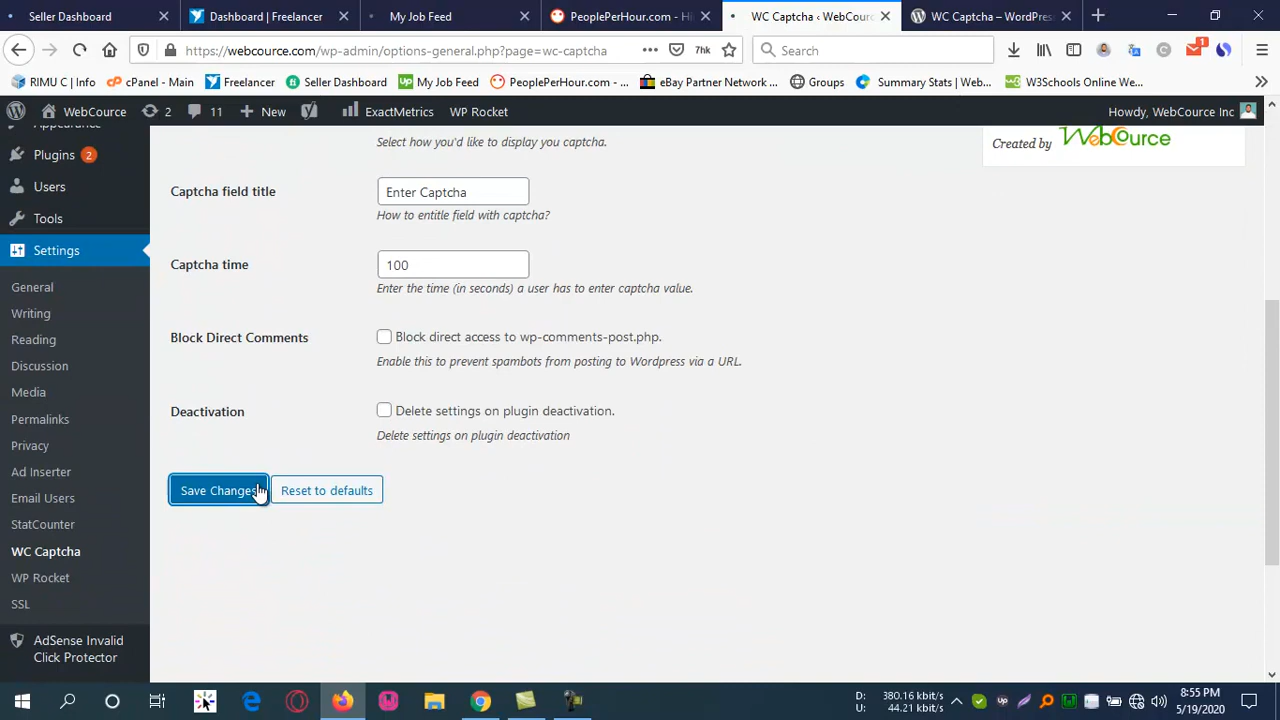 Seller Dashboard
Dashboard | Freelancer
My Job Feed
PeoplePerHour.com - Hi
WC Captcha ‹ WebCour
WC Captcha – WordPres
https://webcource.com/wp-admin/options-general.php?page=wc-captcha
7hk
Search
1
RIMU C | Info
cPanel - Main
Freelancer
Seller Dashboard
My Job Feed
PeoplePerHour.com - ...
eBay Partner Network ...
Groups
Summary Stats | Web...
W3Schools Online We...
WebCource
2
11
New
ExactMetrics
WP Rocket
Howdy, WebCource Inc
Appearance
Plugins 2
Users
Tools
Settings
General
Writing
Reading
Discussion
Media
Permalinks
Privacy
Ad Inserter
Email Users
StatCounter
WC Captcha
WP Rocket
SSL
AdSense Invalid
Click Protector
Select how you'd like to display you captcha.
Captcha field title
Enter Captcha
How to entitle field with captcha?
Captcha time
100
Enter the time (in seconds) a user has to enter captcha value.
Block Direct Comments
Block direct access to wp-comments-post.php.
Enable this to prevent spambots from posting to Wordpress via a URL.
Deactivation
Delete settings on plugin deactivation.
Delete settings on plugin deactivation
Save Changes
Reset to defaults
Created by WebCource
D: 380.16 kbit/s
U: 44.21 kbit/s
8:55 PM
5/19/2020